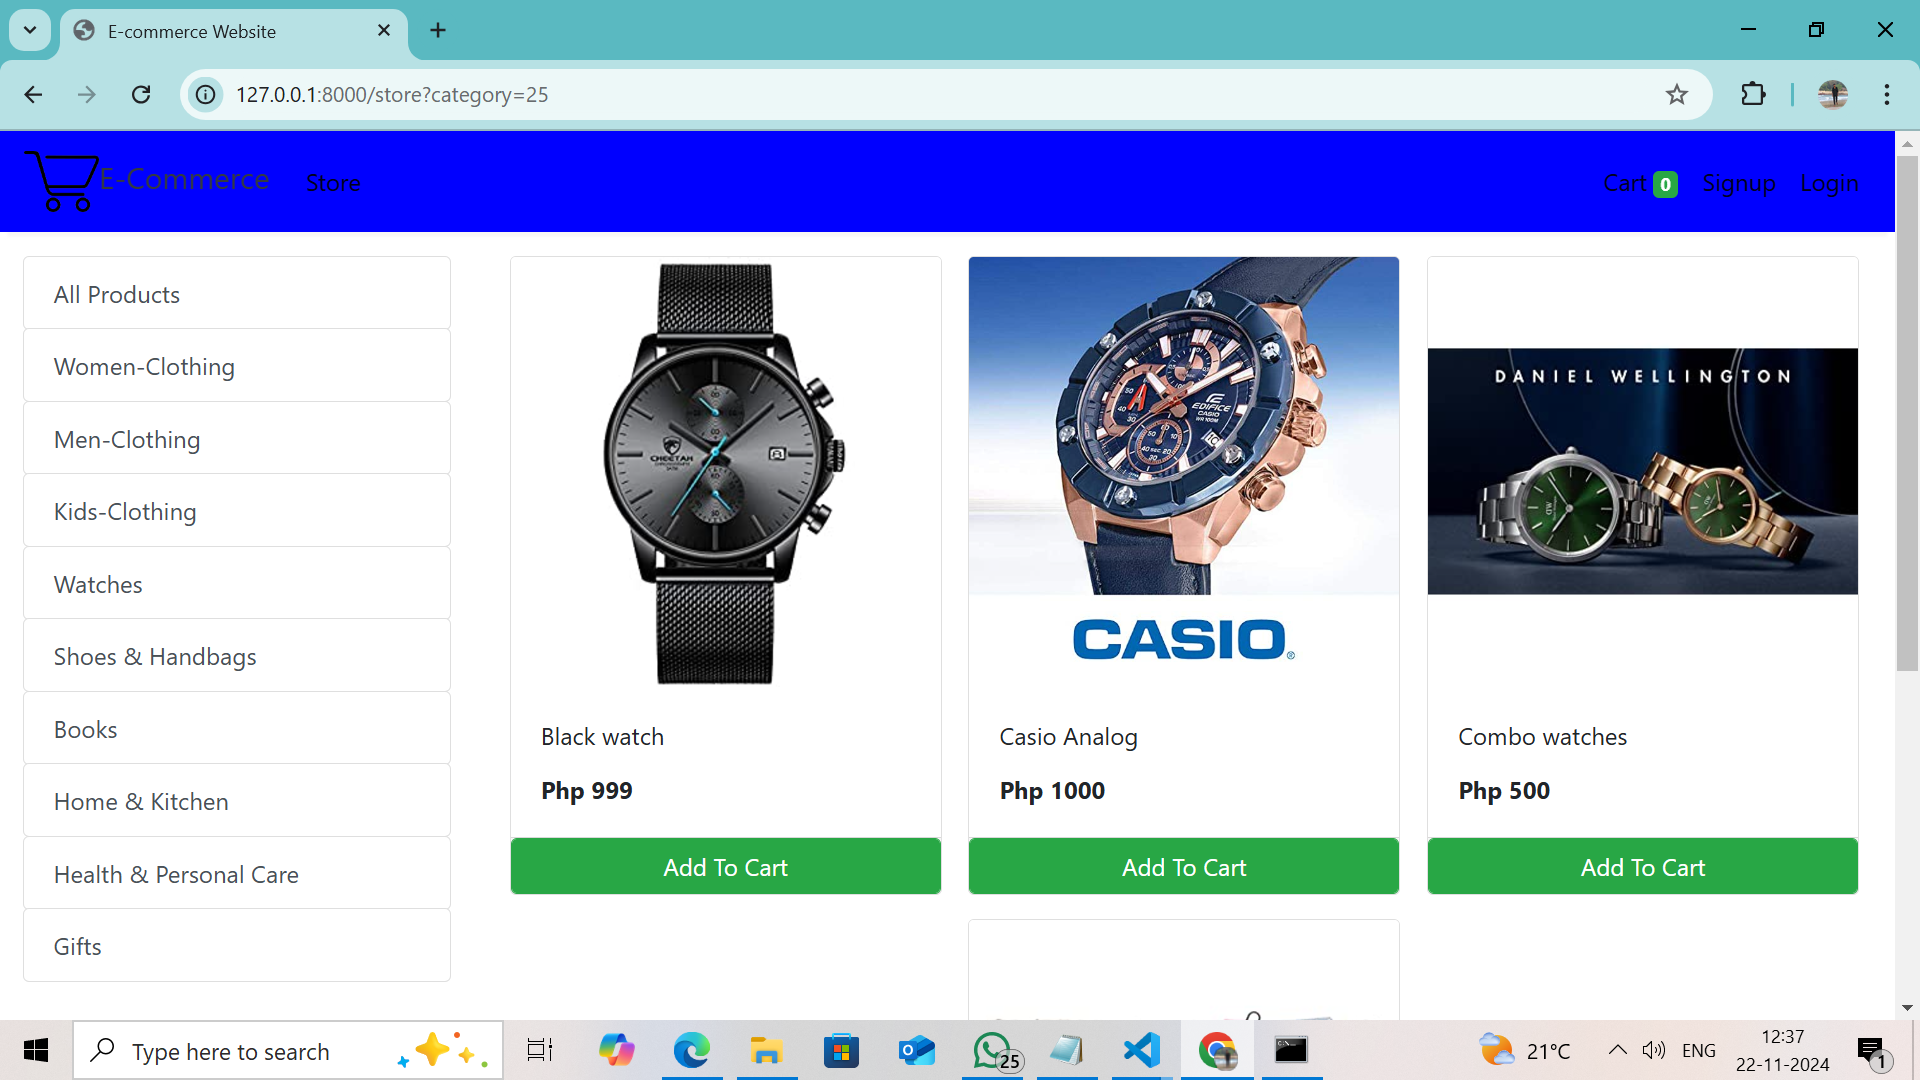 E-commerce Website
127.0.0.1:8000/store?category=25
E-Commerce
Store
Cart 0
Signup
Login
All Products
Women-Clothing
Men-Clothing
Kids-Clothing
Watches
Shoes & Handbags
Books
Home & Kitchen
Health & Personal Care
Gifts
CHEETAH
Black watch
Php 999
Add To Cart
EDIFICE
CASIO
WR100M
CASIO®
Casio Analog
Php 1000
Add To Cart
DANIEL WELLINGTON
DW
DW
Combo watches
Php 500
Add To Cart
Type here to search
25
21°C
ENG
12:37
22-11-2024
1